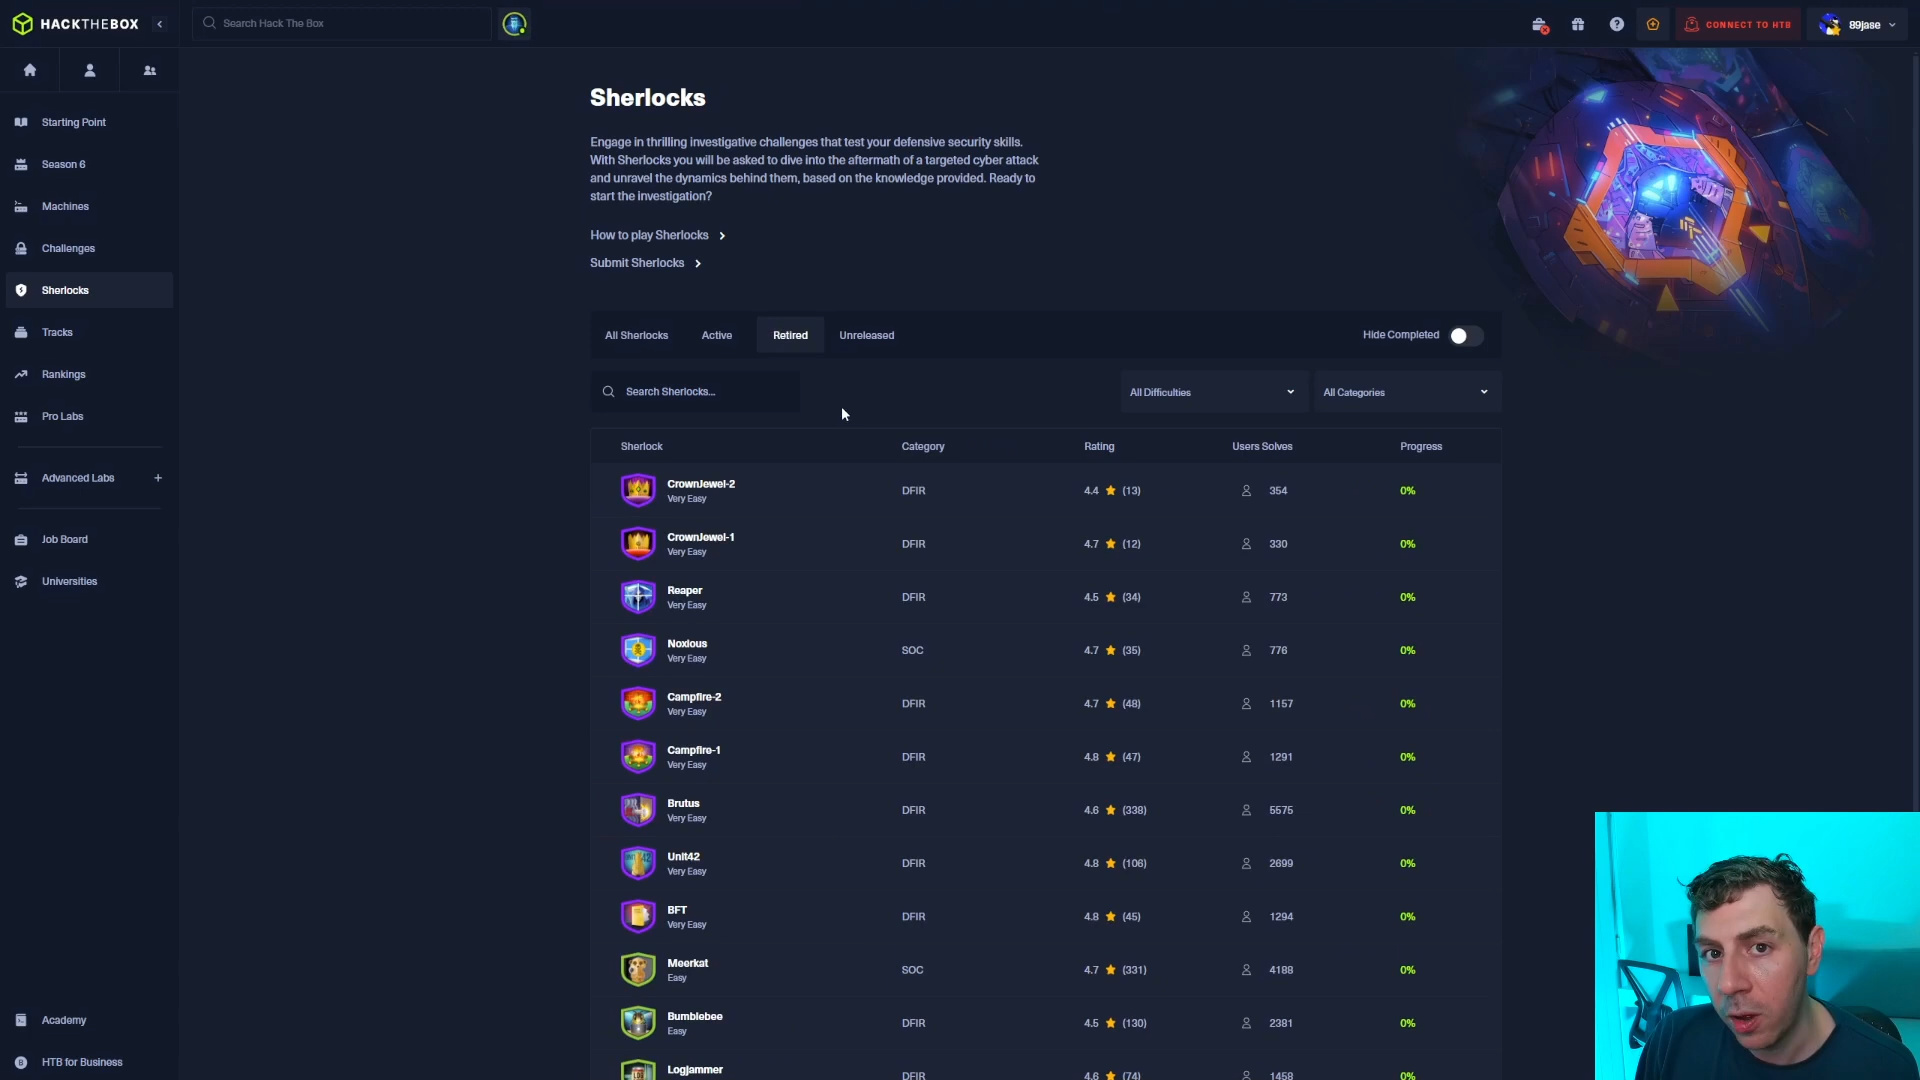 HACKTHEBOX
Search Hack The Box
CONNECT TO HTB
89jase
Starting Point
Season 6
Machines
Challenges
Sherlocks
Tracks
Rankings
Pro Labs
Advanced Labs
Job Board
Universities
Academy
HTB for Business
Sherlocks
Engage in thrilling investigative challenges that test your defensive security skills.
With Sherlocks you will be asked to dive into the aftermath of a targeted cyber attack
and unravel the dynamics behind them, based on the knowledge provided. Ready to
start the investigation?
How to play Sherlocks
Submit Sherlocks
All Sherlocks Active Retired Unreleased Hide Completed
Search Sherlocks... All Difficulties All Categories
Sherlock Category Rating Users Solves Progress
CrownJewel-2
Very Easy
DFIR 4.4 (13) 354 0%
CrownJewel-1
Very Easy
DFIR 4.7 (12) 330 0%
Reaper
Very Easy
DFIR 4.5 (34) 773 0%
Noxious
Very Easy
SOC 4.7 (35) 776 0%
Campfire-2
Very Easy
DFIR 4.7 (48) 1157 0%
Campfire-1
Very Easy
DFIR 4.8 (47) 1291 0%
Brutus
Very Easy
DFIR 4.6 (338) 5575 0%
Unit42
Very Easy
DFIR 4.8 (106) 2699 0%
BFT
Very Easy
DFIR 4.8 (45) 1294 0%
Meerkat
Easy
SOC 4.7 (331) 4188 0%
Bumblebee
Easy
DFIR 4.5 (130) 2381 0%
Logjammer
DFIR 4.6 (74) 1458 0%